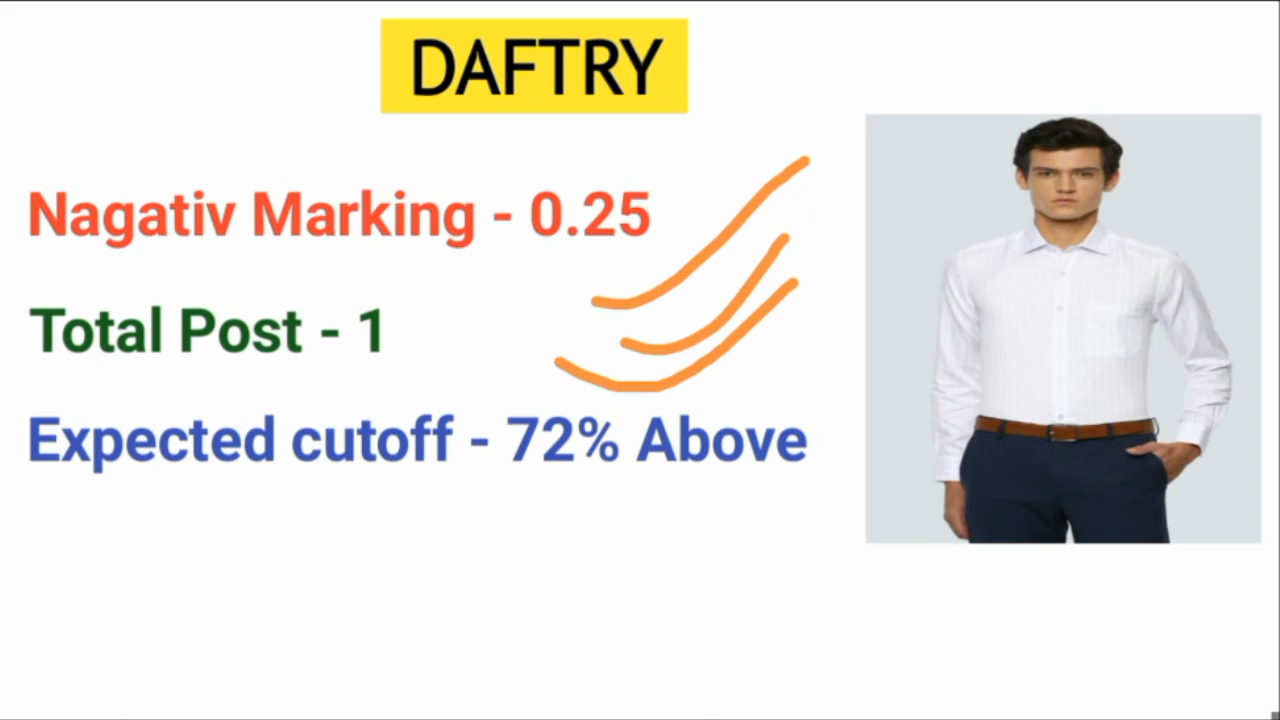 DAFTRY
Nagativ Marking - 0.25
Total Post - 1
Expected cutoff - 72% Above